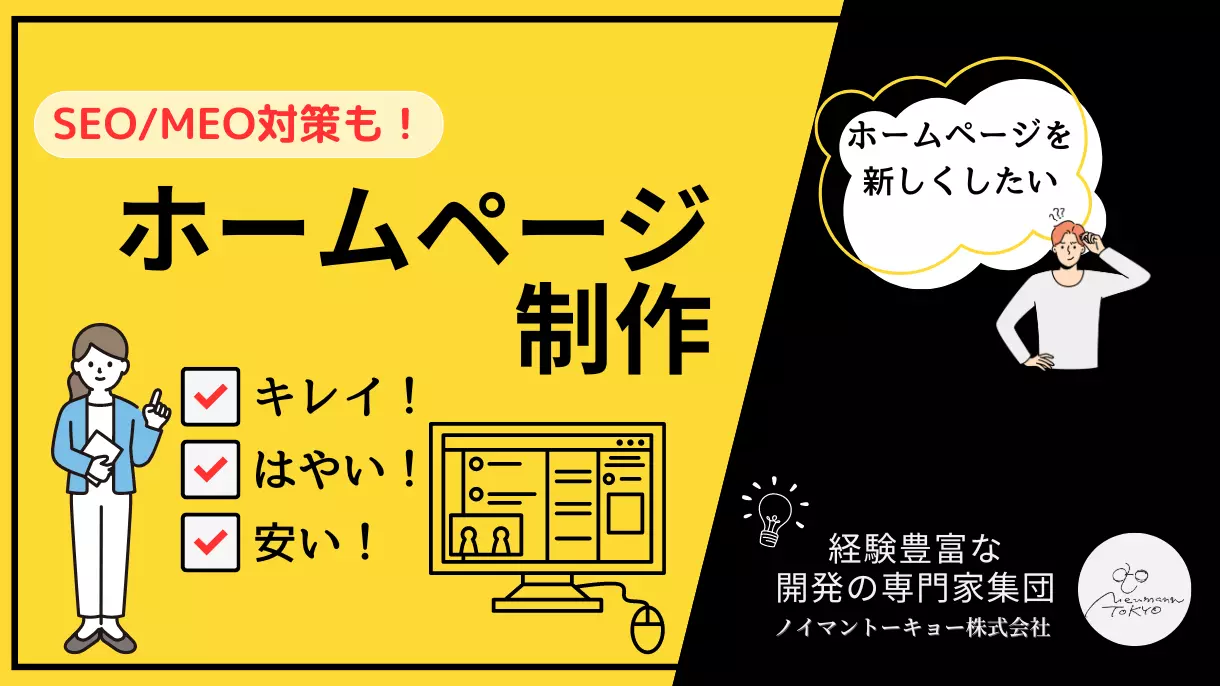 SEO/MEO対策も！
ホームページ
制作
キレイ！
はやい！
安い！
ホームページを
新しくしたい
???
経験豊富な
開発の専門家集団
ノイマントーキョー株式会社
Neumann
TOKYO